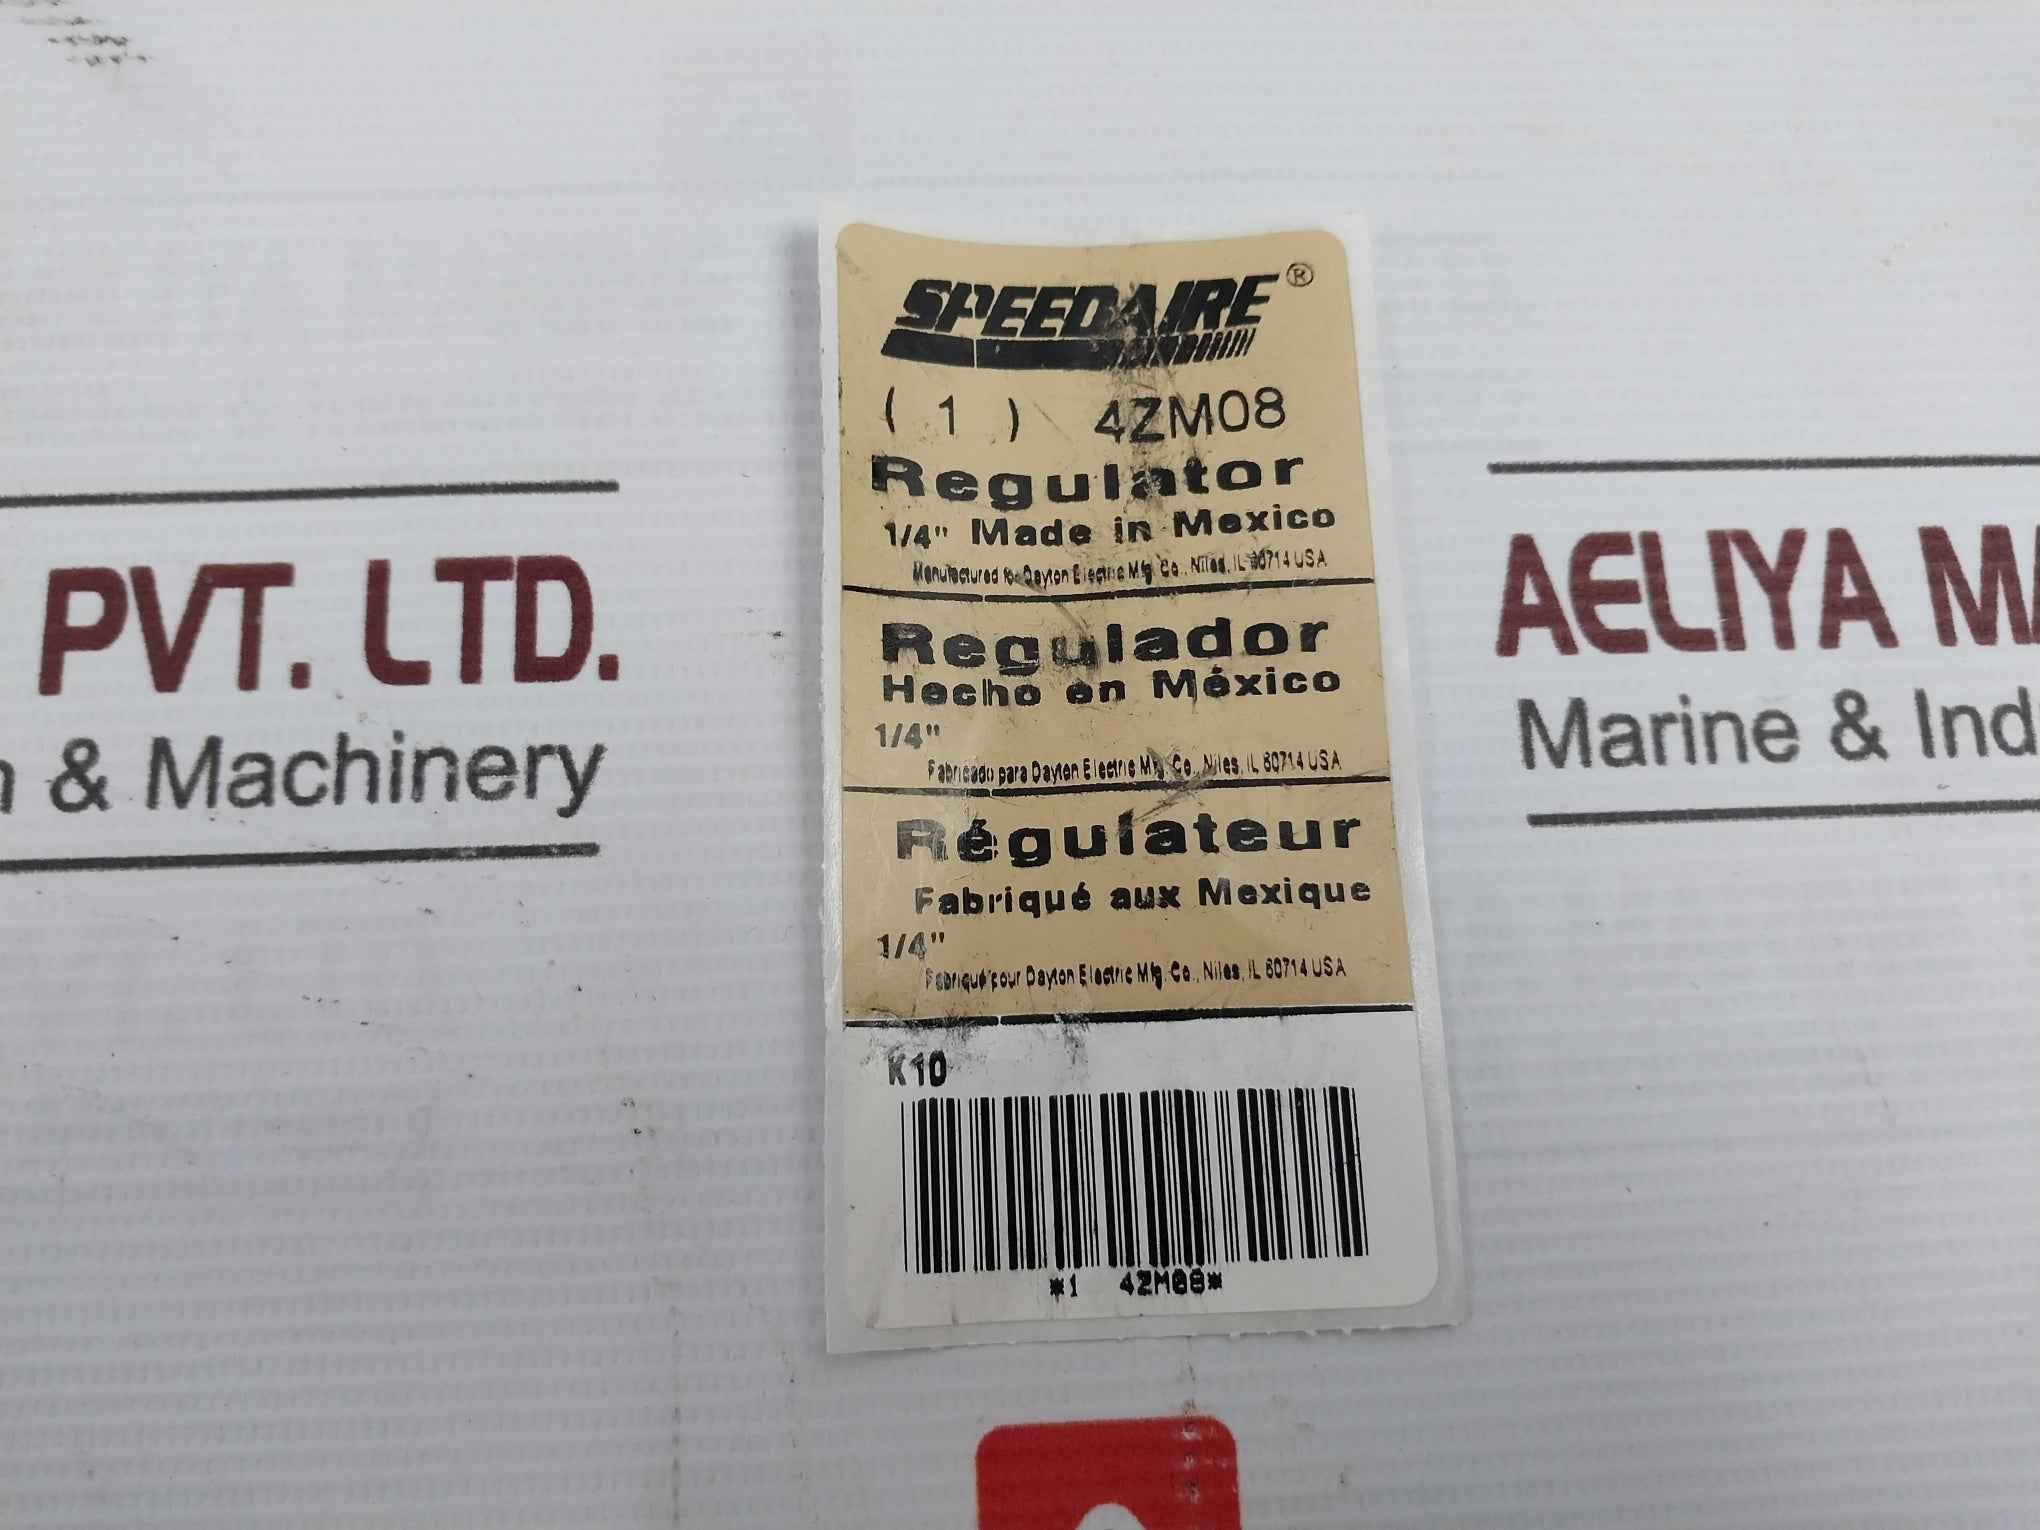 PVT. LTD.
& Machinery
AELIYA MA
Marine & Ind
SPEEDAIRE®
( 1 ) 4ZM08
Regulator
1/4" Made in Mexico
Manufactured for Dayton Electric Mfg. Co., Niles, IL 60714 USA
Regulador
Hecho en México
1/4"
Fabricado para Dayton Electric Mfg. Co., Niles, IL 60714 USA
Régulateur
Fabriqué aux Mexique
1/4"
Fabriqué pour Dayton Electric Mfg. Co., Niles, IL 60714 USA
K10
*1 4ZM08*